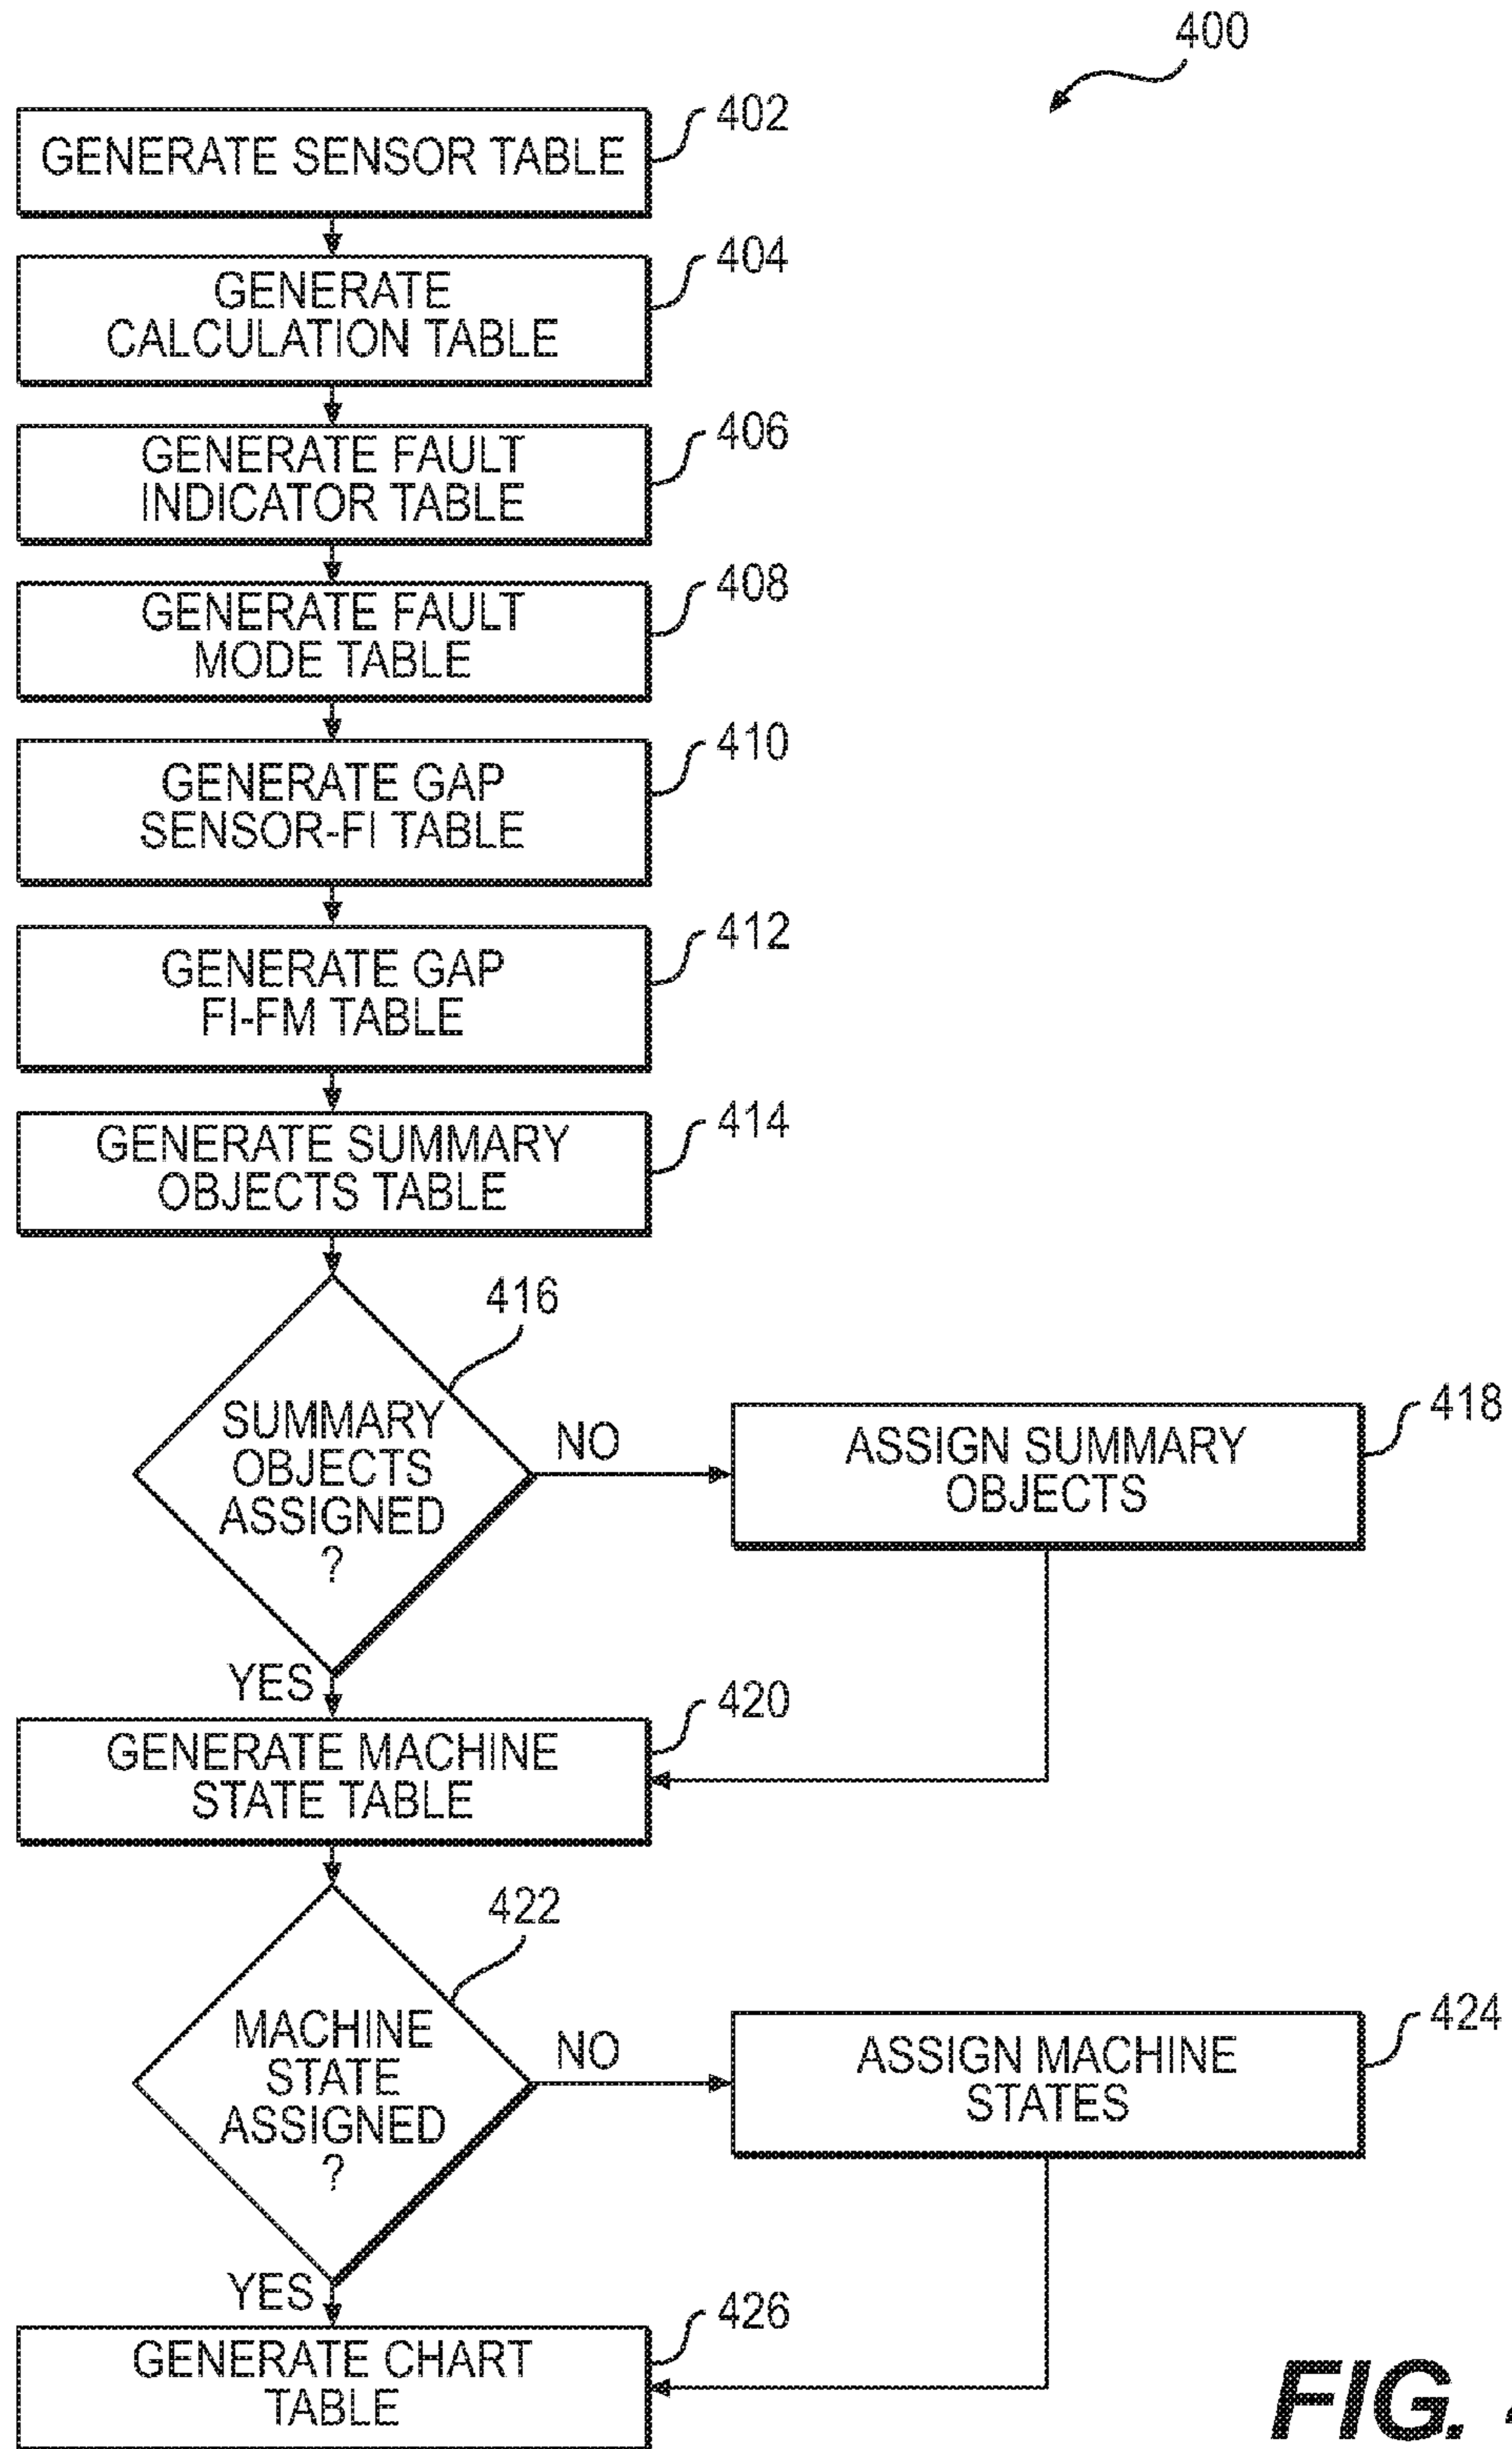 400
GENERATE SENSOR TABLE
402
GENERATE
CALCULATION TABLE
404
GENERATE FAULT
INDICATOR TABLE
406
GENERATE FAULT
MODE TABLE
408
GENERATE GAP
SENSOR-FI TABLE
410
GENERATE GAP
FI-FM TABLE
412
GENERATE SUMMARY
OBJECTS TABLE
414
416
SUMMARY
OBJECTS
ASSIGNED
?
NO
ASSIGN SUMMARY
OBJECTS
418
YES
GENERATE MACHINE
STATE TABLE
420
422
MACHINE
STATE
ASSIGNED
?
NO
ASSIGN MACHINE
STATES
424
YES
GENERATE CHART
TABLE
426
FIG.